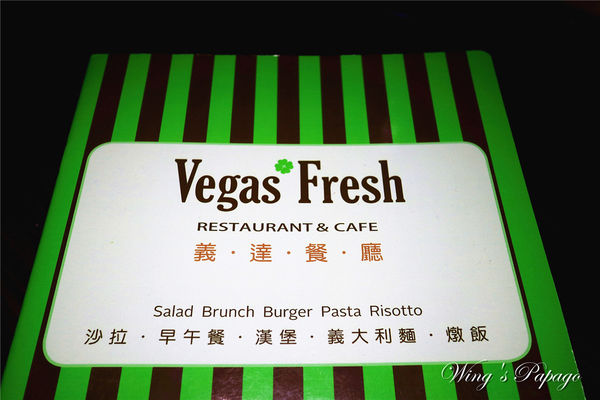 Vegas Fresh
RESTAURANT & CAFE
義·達·餐·廳
Salad Brunch Burger Pasta Risotto
沙拉·早午餐·漢堡·義大利麵·燉飯
Wing's Papago